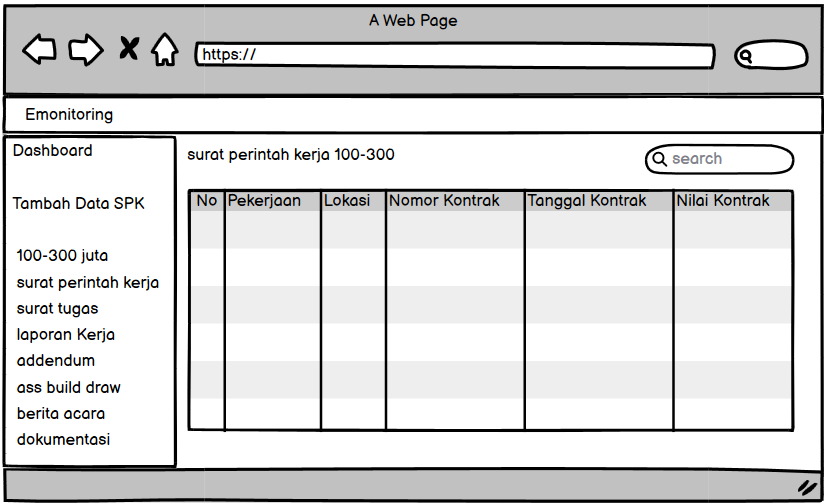 A Web Page
https://
Emonitoring
Dashboard
Tambah Data SPK
100-300 juta
surat perintah kerja
surat tugas
laporan Kerja
addendum
ass build draw
berita acara
dokumentasi
surat perintah kerja 100-300
search
No Pekerjaan Lokasi Nomor Kontrak Tanggal Kontrak Nilai Kontrak